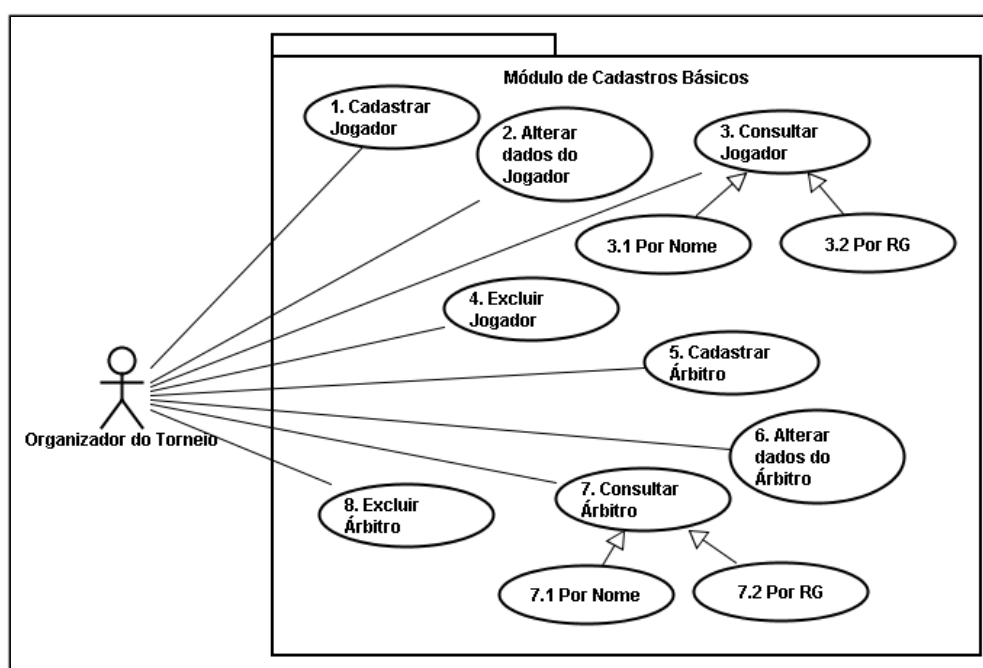 Módulo de Cadastros Básicos
1. Cadastrar
Jogador
2. Alterar
dados do
Jogador
3. Consultar
Jogador
3.1 Por Nome
3.2 Por RG
4. Excluir
Jogador
5. Cadastrar
Árbitro
Organizador do Torneio
6. Alterar
dados do
Árbitro
7. Consultar
Árbitro
8. Excluir
Árbitro
7.1 Por Nome
7.2 Por RG